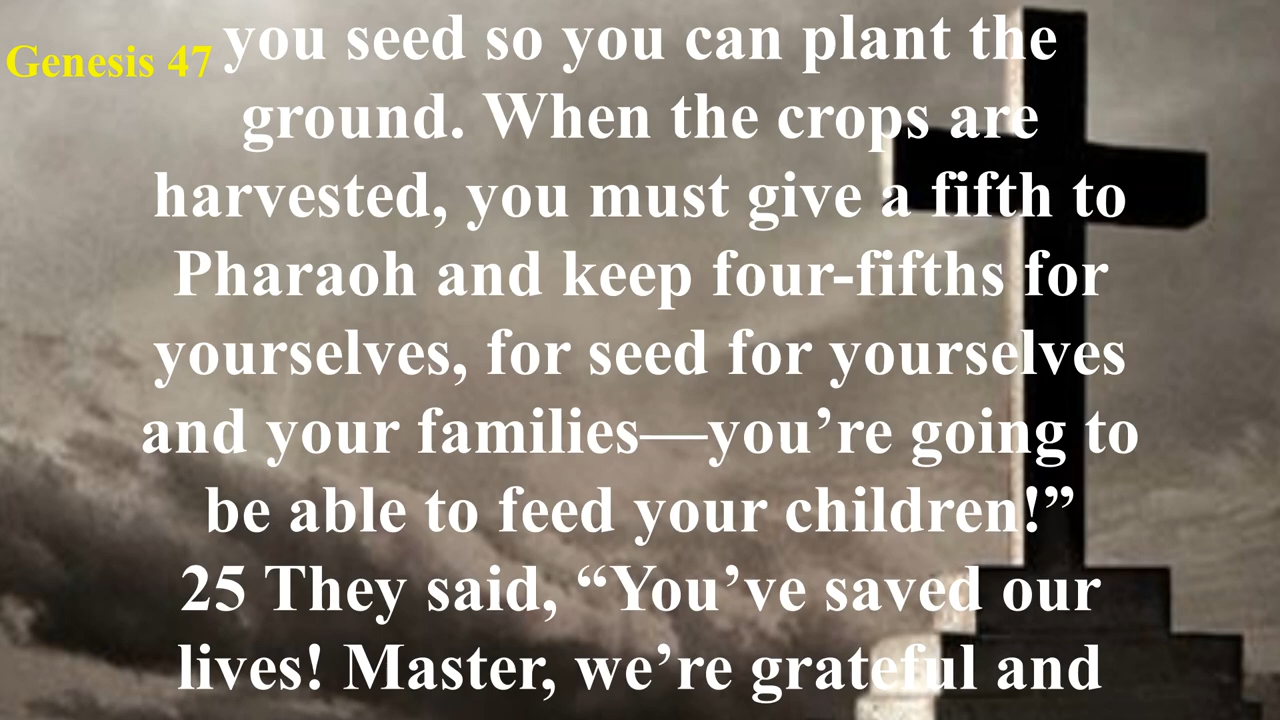 Genesis 47
you seed so you can plant the
ground. When the crops are
harvested, you must give a fifth to
Pharaoh and keep four-fifths for
yourselves, for seed for yourselves
and your families—you’re going to
be able to feed your children!”
25 They said, “You’ve saved our
lives! Master, we’re grateful and